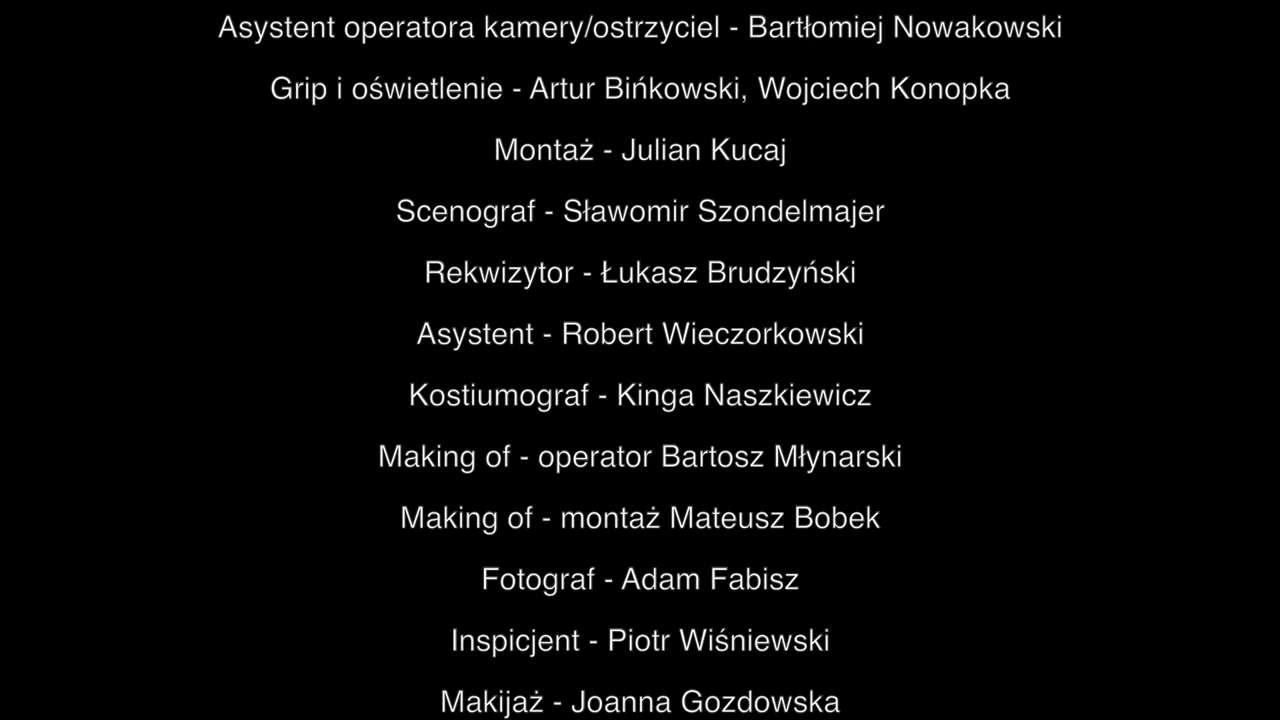 Asystent operatora kamery/ostrzyciel - Bartłomiej Nowakowski
Grip i oświetlenie - Artur Bińkowski, Wojciech Konopka
Montaż - Julian Kucaj
Scenograf - Sławomir Szondelmajer
Rekwizytor - Łukasz Brudzyński
Asystent - Robert Wieczorkowski
Kostiumograf - Kinga Naszkiewicz
Making of - operator Bartosz Młynarski
Making of - montaż Mateusz Bobek
Fotograf - Adam Fabisz
Inspicjent - Piotr Wiśniewski
Makijaż - Joanna Gozdowska